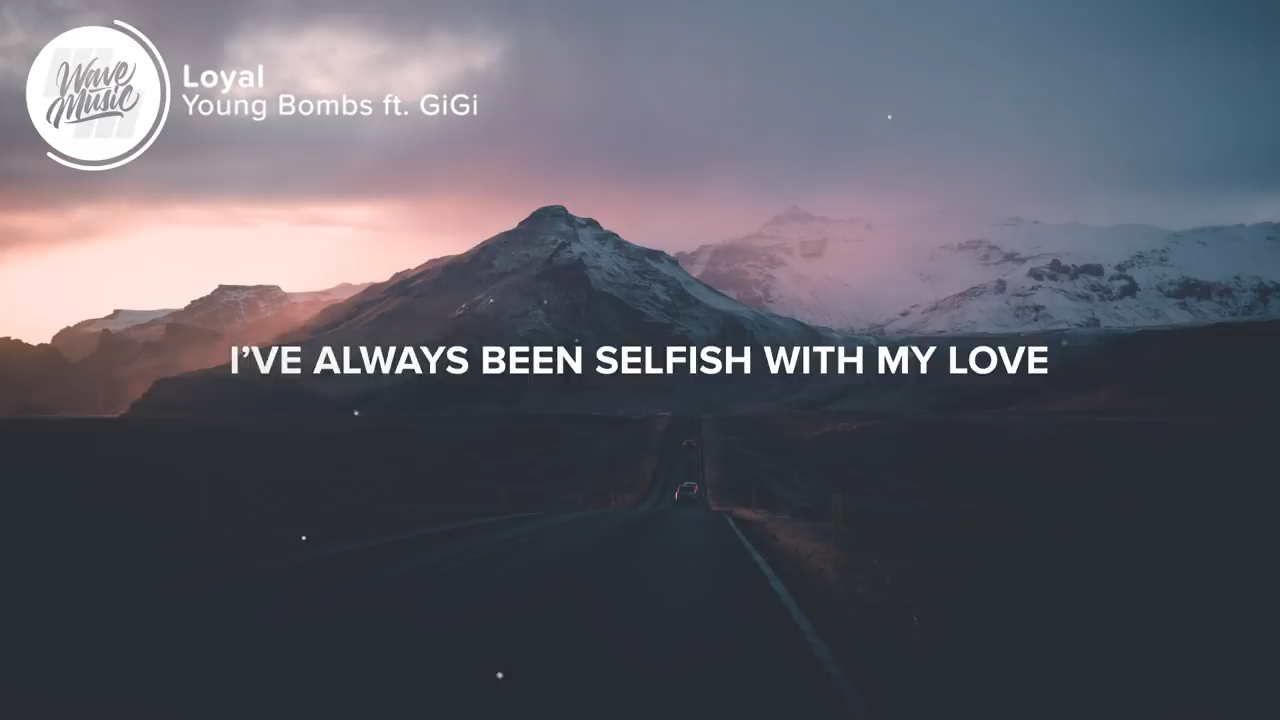 Wave
Music
Loyal
Young Bombs ft. GiGi
I’VE ALWAYS BEEN SELFISH WITH MY LOVE